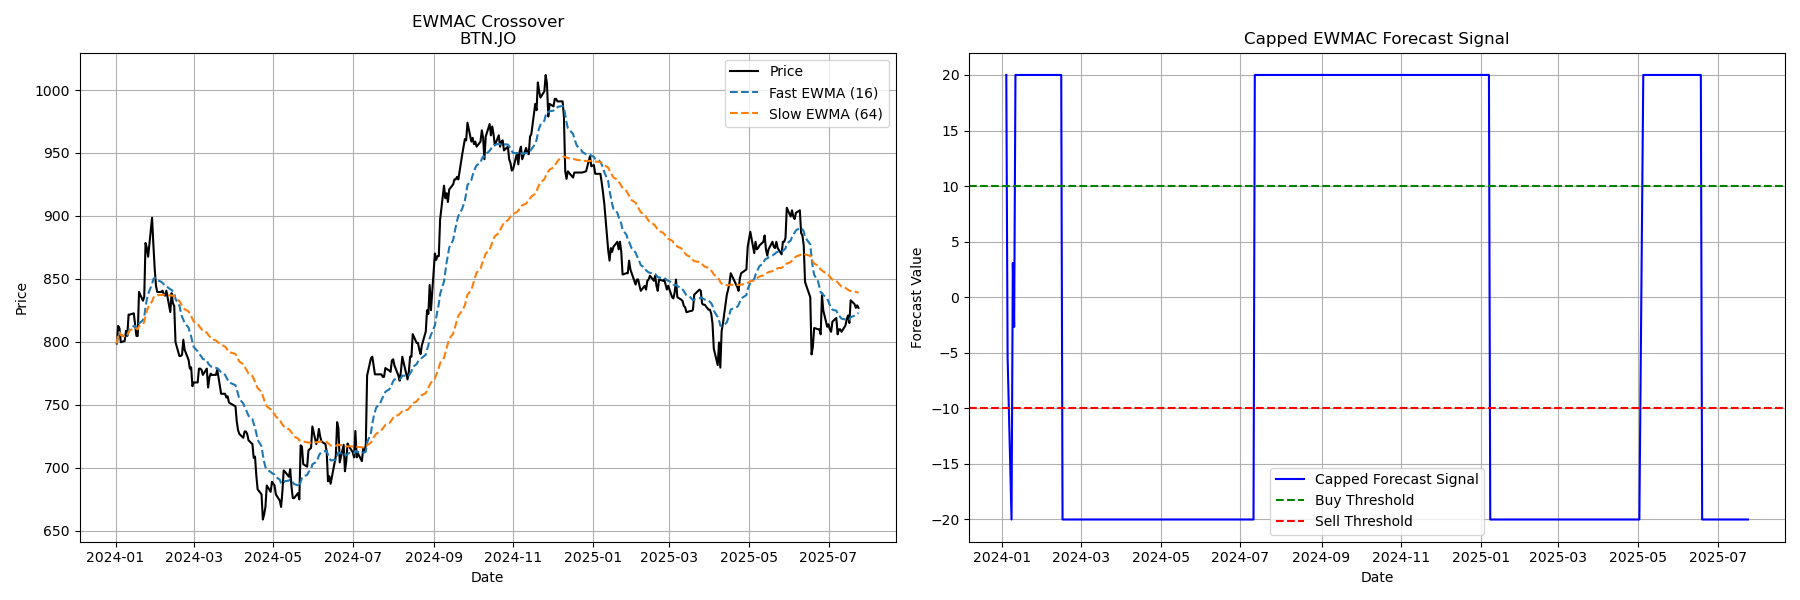 EWMAC Crossover
BTN.JO
Price
Fast EWMA (16)
Slow EWMA (64)
1000
950
900
850
800
750
700
650
Price
2024-01
2024-03
2024-05
2024-07
2024-09
2024-11
2025-01
2025-03
2025-05
2025-07
Date
Capped EWMAC Forecast Signal
20
15
10
5
0
−5
−10
−15
−20
Forecast Value
Capped Forecast Signal
Buy Threshold
Sell Threshold
2024-01
2024-03
2024-05
2024-07
2024-09
2024-11
2025-01
2025-03
2025-05
2025-07
Date